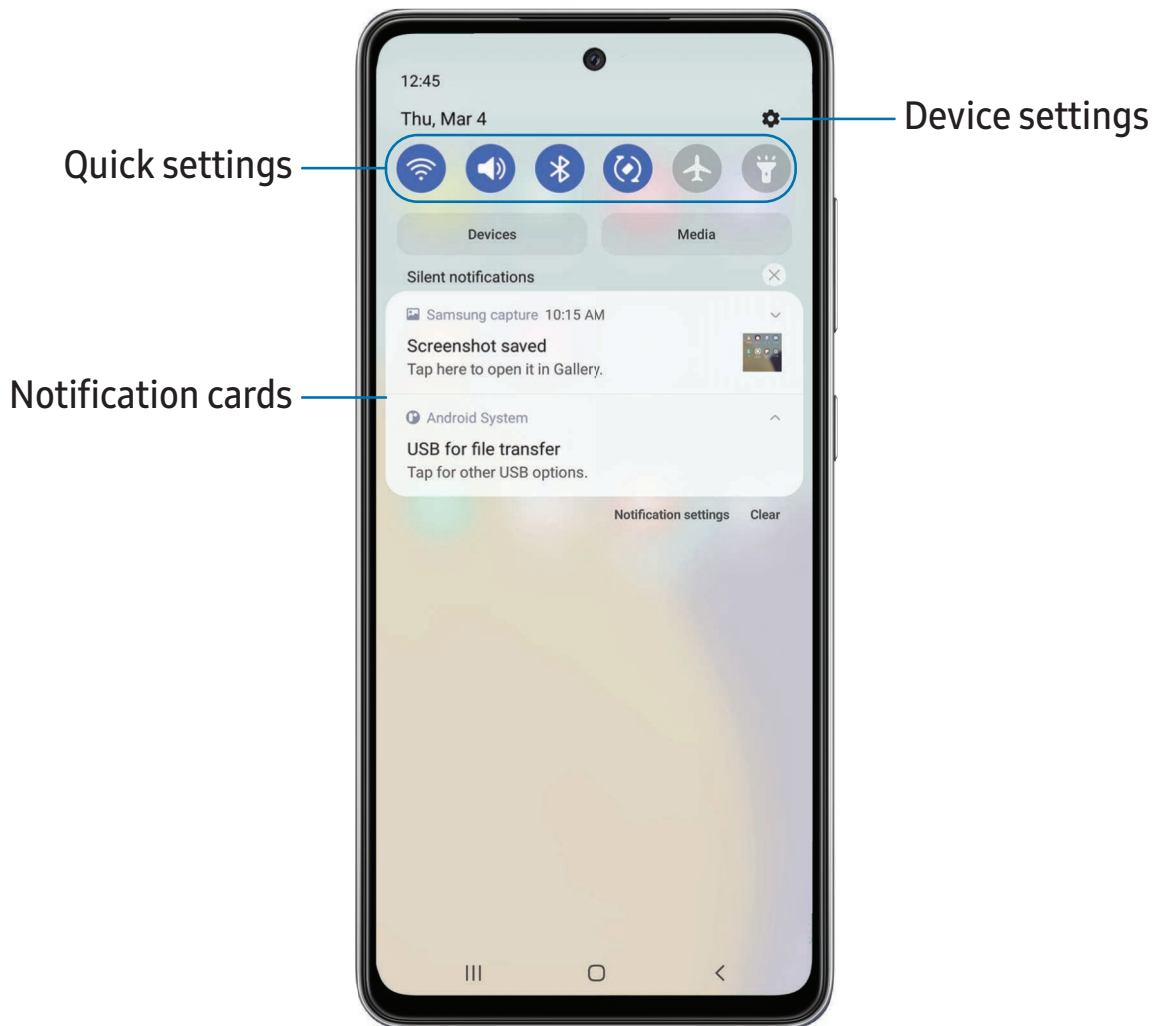 12:45
Thu, Mar 4
Device settings
Quick settings
Devices
Media
Silent notifications
Samsung capture 10:15 AM
Screenshot saved
Tap here to open it in Gallery.
Notification cards
Android System
USB for file transfer
Tap for other USB options.
Notification settings
Clear